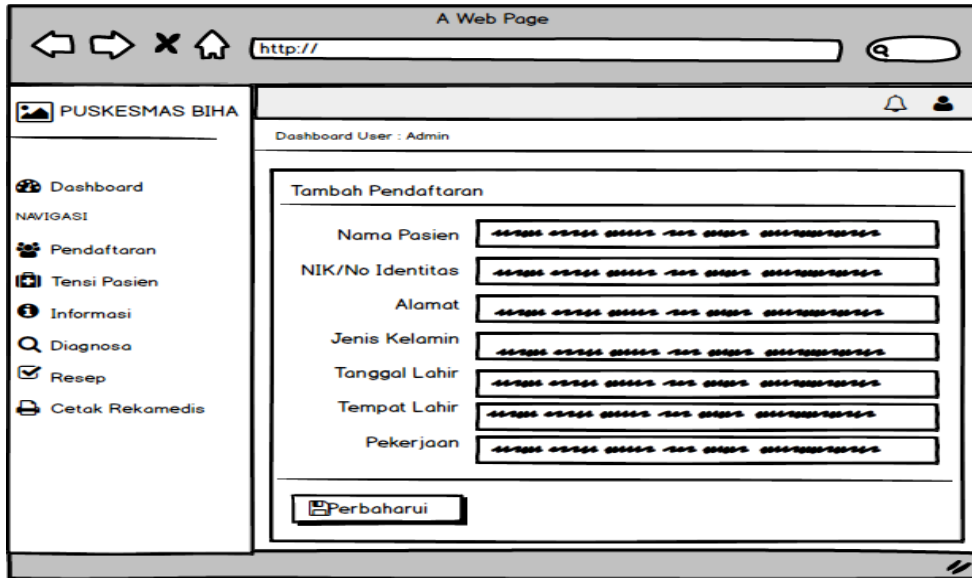 A Web Page
http://
PUSKESMAS BIHA
Dashboard User : Admin
Dashboard
NAVIGASI
Pendaftaran
Tensi Pasien
Informasi
Diagnosa
Resep
Cetak Rekamedis
Tambah Pendaftaran
Nama Pasien
NIK/No Identitas
Alamat
Jenis Kelamin
Tanggal Lahir
Tempat Lahir
Pekerjaan
Perbaharui